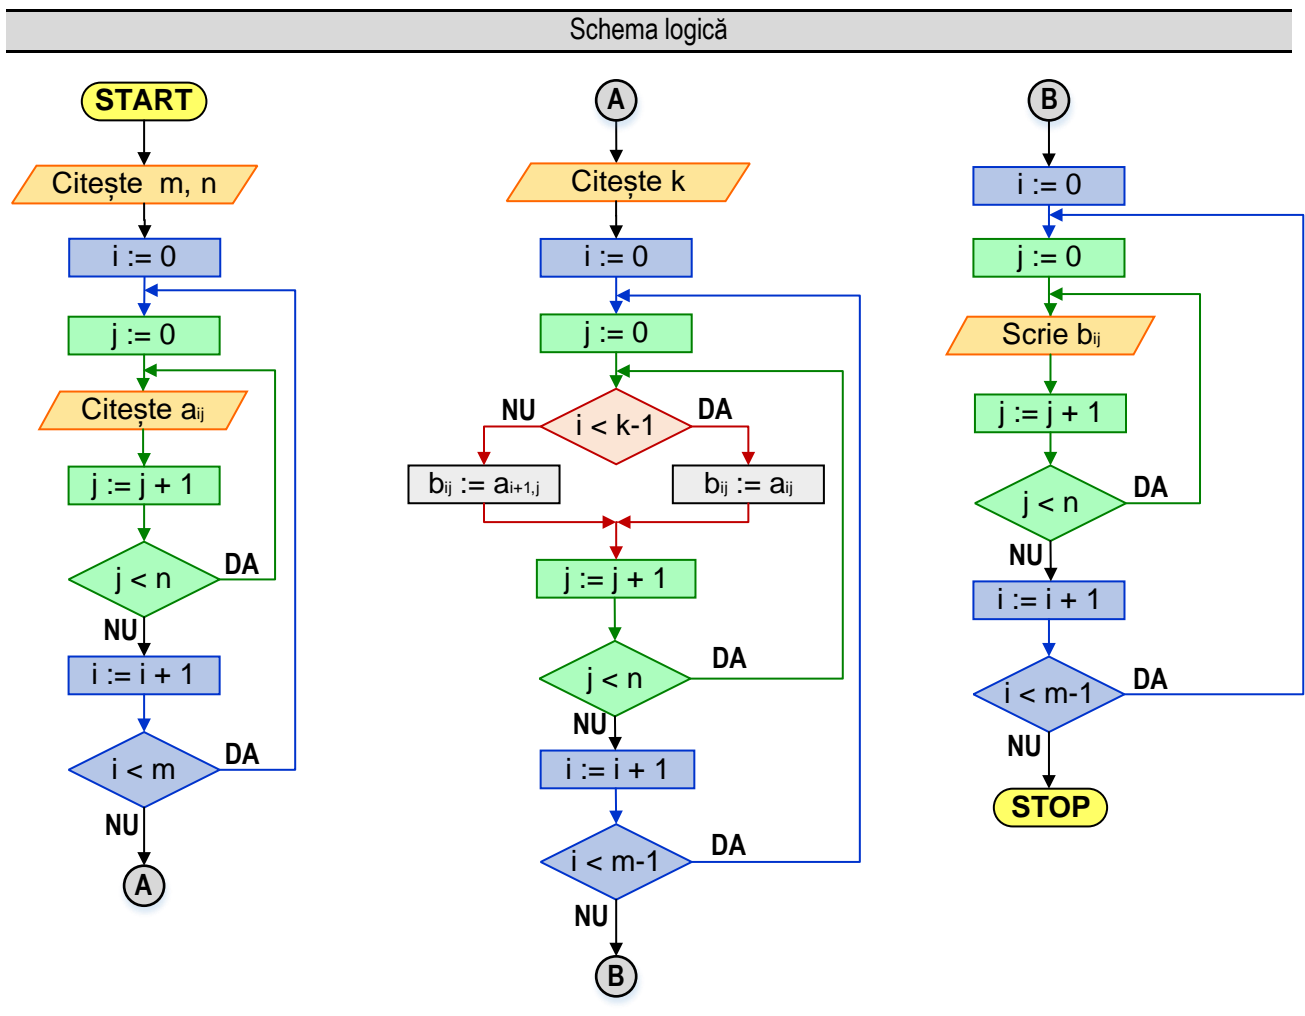 Schema logică
START
Citește m, n
i := 0
j := 0
Citește aij
j := j + 1
j < n
DA
NU
i := i + 1
i < m
DA
NU
A
A
Citește k
i := 0
j := 0
NU
i < k-1
DA
bij := ai+1,j
bij := aij
j := j + 1
j < n
DA
NU
i := i + 1
i < m-1
DA
NU
B
B
i := 0
j := 0
Scrie bij
j := j + 1
j < n
DA
NU
i := i + 1
i < m-1
DA
NU
STOP